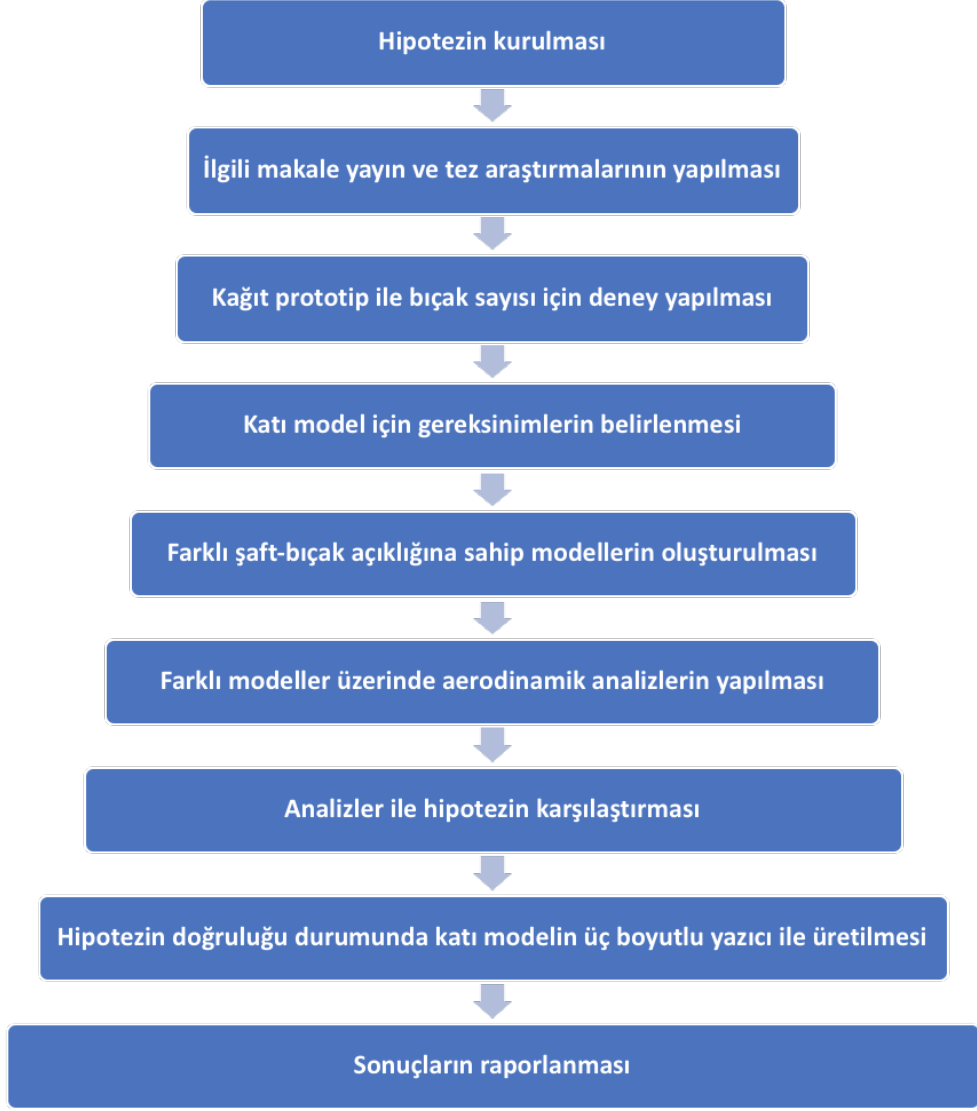 Hipotezin kurulması
İlgili makale yayın ve tez araştırmalarının yapılması
Kağıt prototip ile bıçak sayısı için deney yapılması
Katı model için gereksinimlerin belirlenmesi
Farklı şaft-bıçak açıklığına sahip modellerin oluşturulması
Farklı modeller üzerinde aerodinamik analizlerin yapılması
Analizler ile hipotezin karşılaştırması
Hipotezin doğruluğu durumunda katı modelin üç boyutlu yazıcı ile üretilmesi
Sonuçların raporlanması